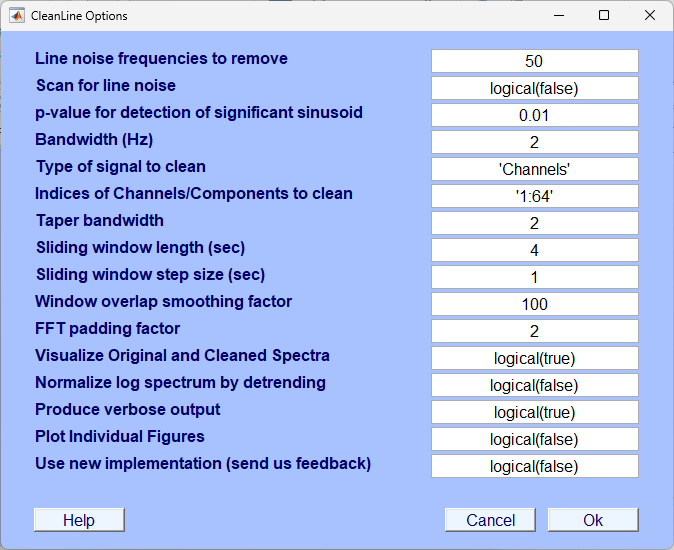 CleanLine Options
Line noise frequencies to remove 50
Scan for line noise logical(false)
p-value for detection of significant sinusoid 0.01
Bandwidth (Hz) 2
Type of signal to clean 'Channels'
Indices of Channels/Components to clean '1:64'
Taper bandwidth 2
Sliding window length (sec) 4
Sliding window step size (sec) 1
Window overlap smoothing factor 100
FFT padding factor 2
Visualize Original and Cleaned Spectra logical(true)
Normalize log spectrum by detrending logical(false)
Produce verbose output logical(true)
Plot Individual Figures logical(false)
Use new implementation (send us feedback) logical(false)
Help Cancel Ok